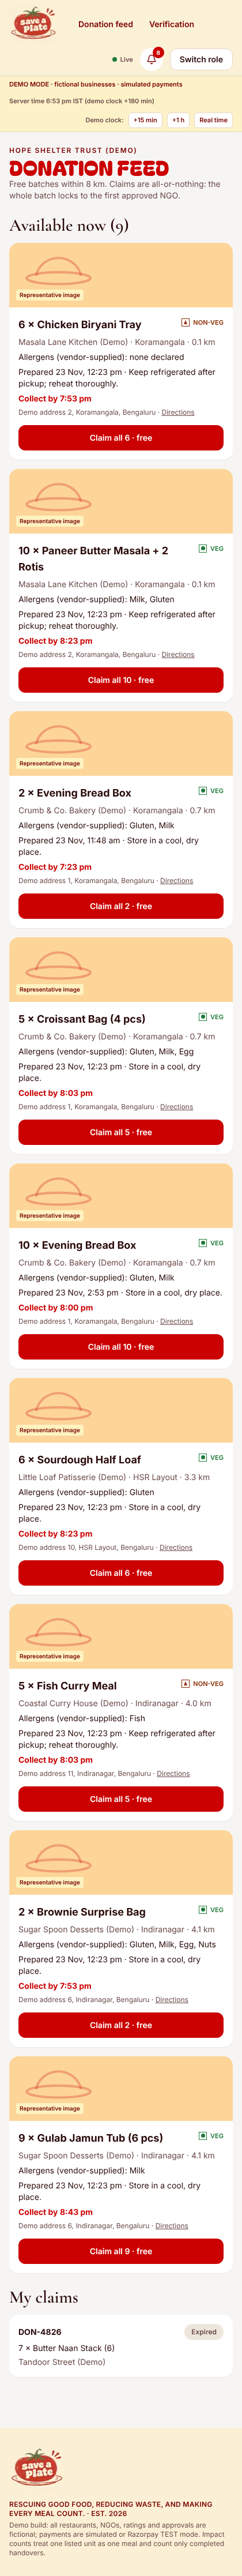 save a plate
Donation feed
Verification
Live
8
Switch role
DEMO MODE · fictional businesses · simulated payments
Server time 6:53 pm IST (demo clock +180 min)
Demo clock:
+15 min
+1 h
Real time
HOPE SHELTER TRUST (DEMO)
DONATION FEED
Free batches within 8 km. Claims are all-or-nothing: the
whole batch locks to the first approved NGO.
Available now (9)
Representative image
6 × Chicken Biryani Tray
NON-VEG
Masala Lane Kitchen (Demo) · Koramangala · 0.1 km
Allergens (vendor-supplied): none declared
Prepared 23 Nov, 12:23 pm · Keep refrigerated after
pickup; reheat thoroughly.
Collect by 7:53 pm
Demo address 2, Koramangala, Bengaluru · Directions
Claim all 6 · free
Representative image
10 × Paneer Butter Masala + 2
Rotis
VEG
Masala Lane Kitchen (Demo) · Koramangala · 0.1 km
Allergens (vendor-supplied): Milk, Gluten
Prepared 23 Nov, 12:23 pm · Keep refrigerated after
pickup; reheat thoroughly.
Collect by 8:23 pm
Demo address 2, Koramangala, Bengaluru · Directions
Claim all 10 · free
Representative image
2 × Evening Bread Box
VEG
Crumb & Co. Bakery (Demo) · Koramangala · 0.7 km
Allergens (vendor-supplied): Gluten, Milk
Prepared 23 Nov, 11:48 am · Store in a cool, dry
place.
Collect by 7:23 pm
Demo address 1, Koramangala, Bengaluru · Directions
Claim all 2 · free
Representative image
5 × Croissant Bag (4 pcs)
VEG
Crumb & Co. Bakery (Demo) · Koramangala · 0.7 km
Allergens (vendor-supplied): Gluten, Milk, Egg
Prepared 23 Nov, 12:23 pm · Store in a cool, dry
place.
Collect by 8:03 pm
Demo address 1, Koramangala, Bengaluru · Directions
Claim all 5 · free
Representative image
10 × Evening Bread Box
VEG
Crumb & Co. Bakery (Demo) · Koramangala · 0.7 km
Allergens (vendor-supplied): Gluten, Milk
Prepared 23 Nov, 2:53 pm · Store in a cool, dry place.
Collect by 8:00 pm
Demo address 1, Koramangala, Bengaluru · Directions
Claim all 10 · free
Representative image
6 × Sourdough Half Loaf
VEG
Little Loaf Patisserie (Demo) · HSR Layout · 3.3 km
Allergens (vendor-supplied): Gluten
Prepared 23 Nov, 12:23 pm · Store in a cool, dry
place.
Collect by 8:23 pm
Demo address 10, HSR Layout, Bengaluru · Directions
Claim all 6 · free
Representative image
5 × Fish Curry Meal
NON-VEG
Coastal Curry House (Demo) · Indiranagar · 4.0 km
Allergens (vendor-supplied): Fish
Prepared 23 Nov, 12:23 pm · Keep refrigerated after
pickup; reheat thoroughly.
Collect by 8:03 pm
Demo address 11, Indiranagar, Bengaluru · Directions
Claim all 5 · free
Representative image
2 × Brownie Surprise Bag
VEG
Sugar Spoon Desserts (Demo) · Indiranagar · 4.1 km
Allergens (vendor-supplied): Gluten, Milk, Egg, Nuts
Prepared 23 Nov, 12:23 pm · Store in a cool, dry
place.
Collect by 7:53 pm
Demo address 6, Indiranagar, Bengaluru · Directions
Claim all 2 · free
Representative image
9 × Gulab Jamun Tub (6 pcs)
VEG
Sugar Spoon Desserts (Demo) · Indiranagar · 4.1 km
Allergens (vendor-supplied): Milk
Prepared 23 Nov, 12:23 pm · Store in a cool, dry
place.
Collect by 8:43 pm
Demo address 6, Indiranagar, Bengaluru · Directions
Claim all 9 · free
My claims
DON-4826
Expired
7 × Butter Naan Stack (6)
Tandoor Street (Demo)
save a plate
RESCUING GOOD FOOD, REDUCING WASTE, AND MAKING
EVERY MEAL COUNT. · EST. 2026
Demo build: all restaurants, NGOs, ratings and approvals are
fictional; payments are simulated or Razorpay TEST mode. Impact
counts treat one listed unit as one meal and count only completed
handovers.